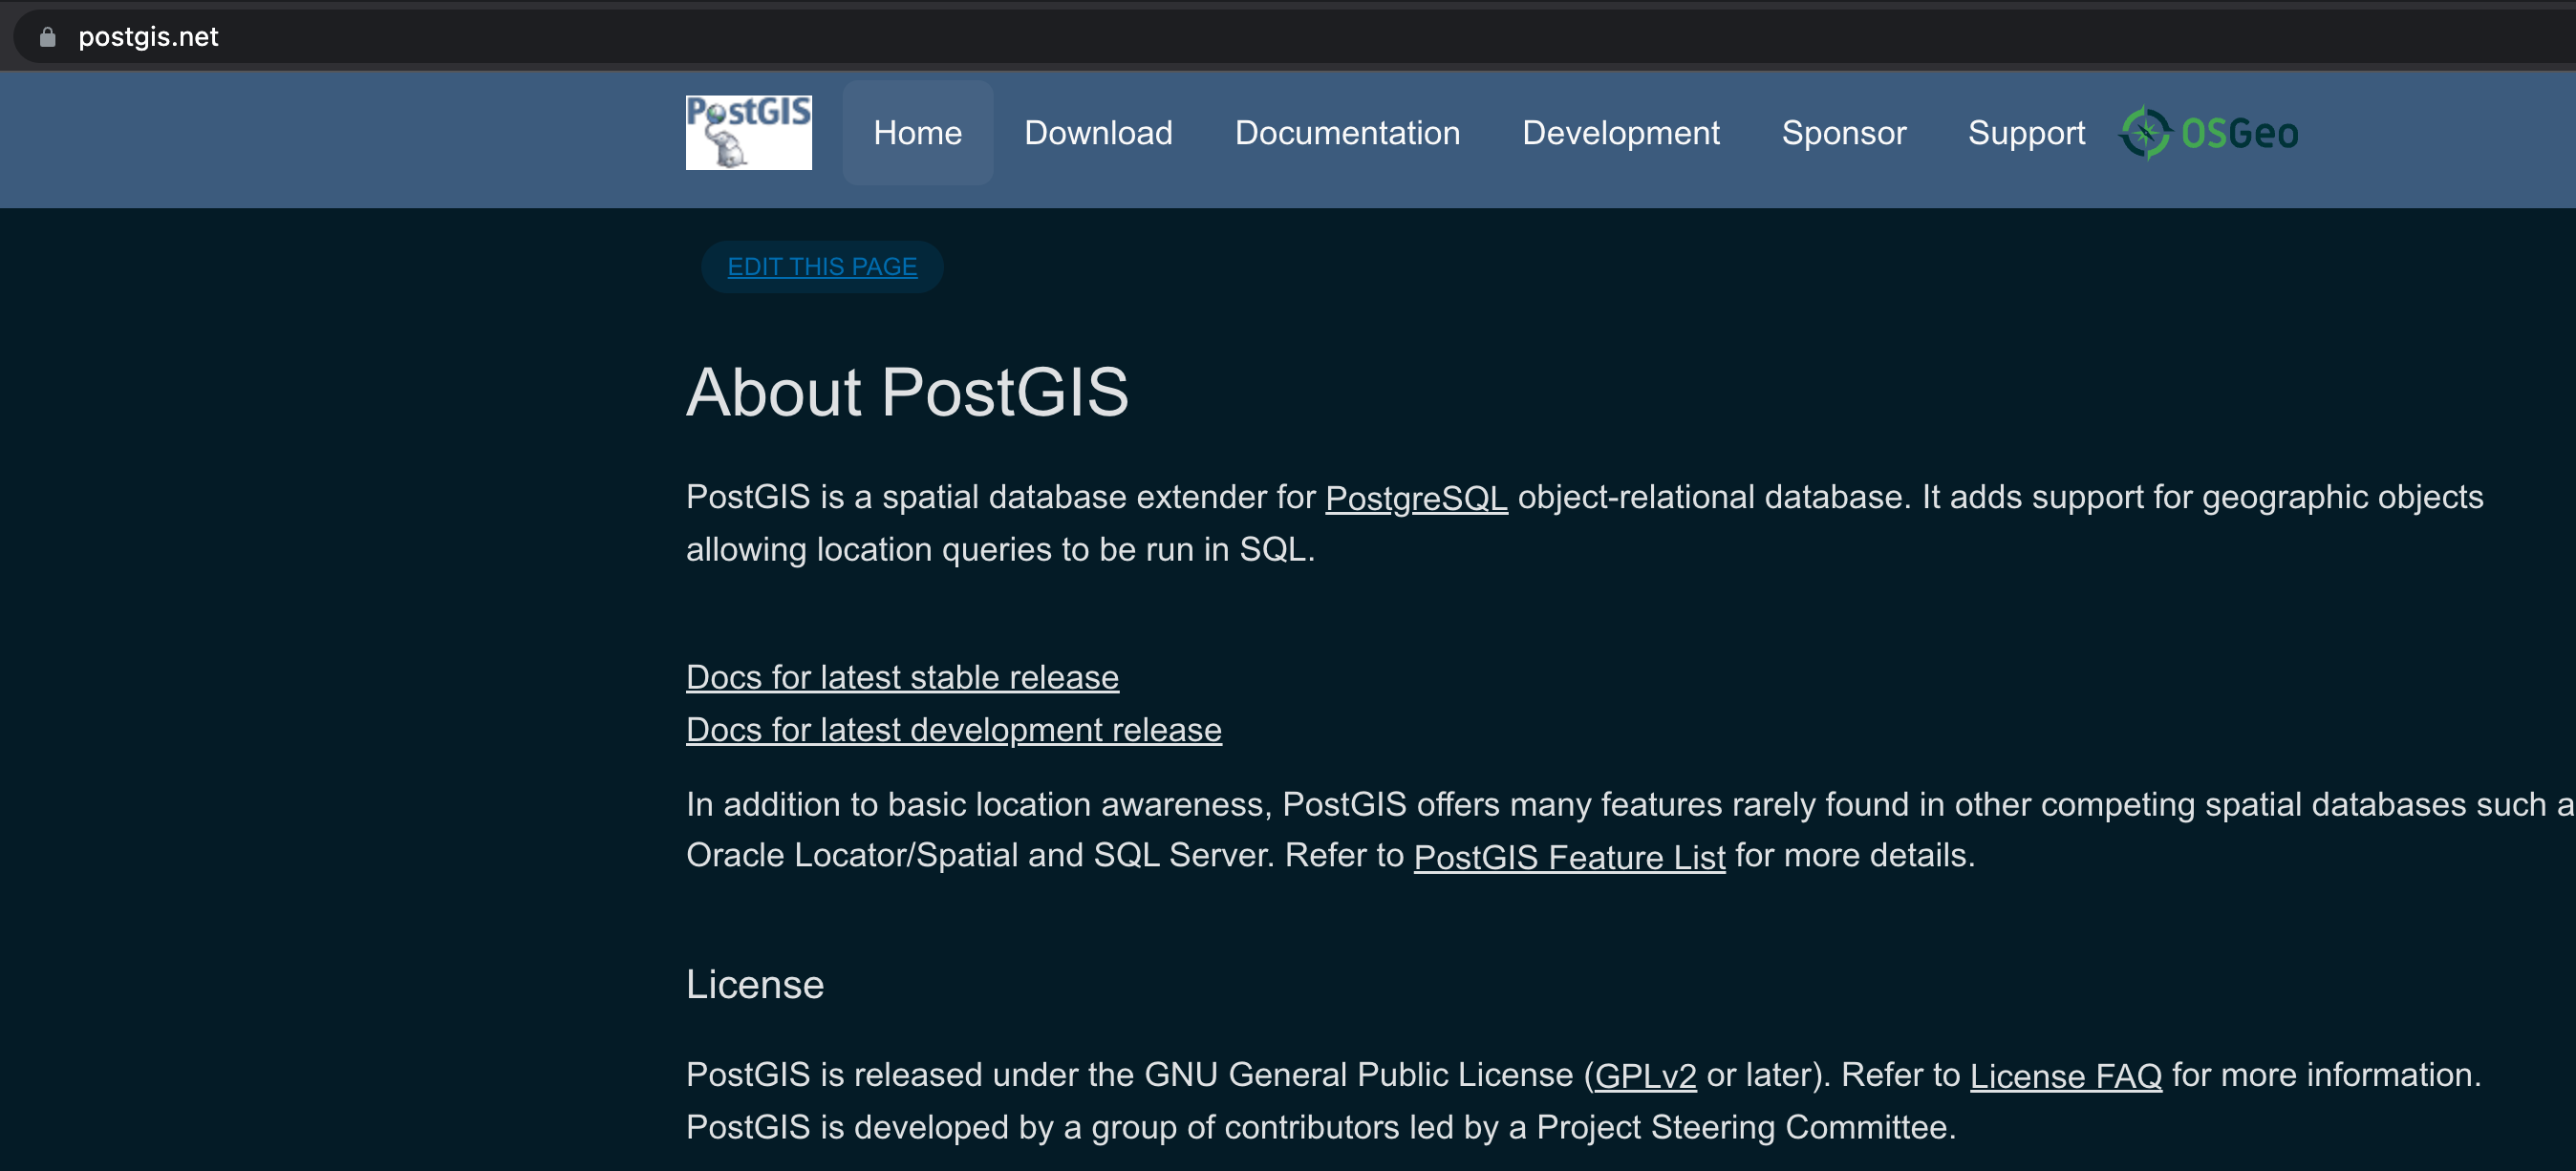 postgis.net
PostGIS
Home Download Documentation Development Sponsor Support OSGeo
EDIT THIS PAGE
About PostGIS
PostGIS is a spatial database extender for PostgreSQL object-relational database. It adds support for geographic objects
allowing location queries to be run in SQL.
Docs for latest stable release
Docs for latest development release
In addition to basic location awareness, PostGIS offers many features rarely found in other competing spatial databases such a
Oracle Locator/Spatial and SQL Server. Refer to PostGIS Feature List for more details.
License
PostGIS is released under the GNU General Public License (GPLv2 or later). Refer to License FAQ for more information.
PostGIS is developed by a group of contributors led by a Project Steering Committee.